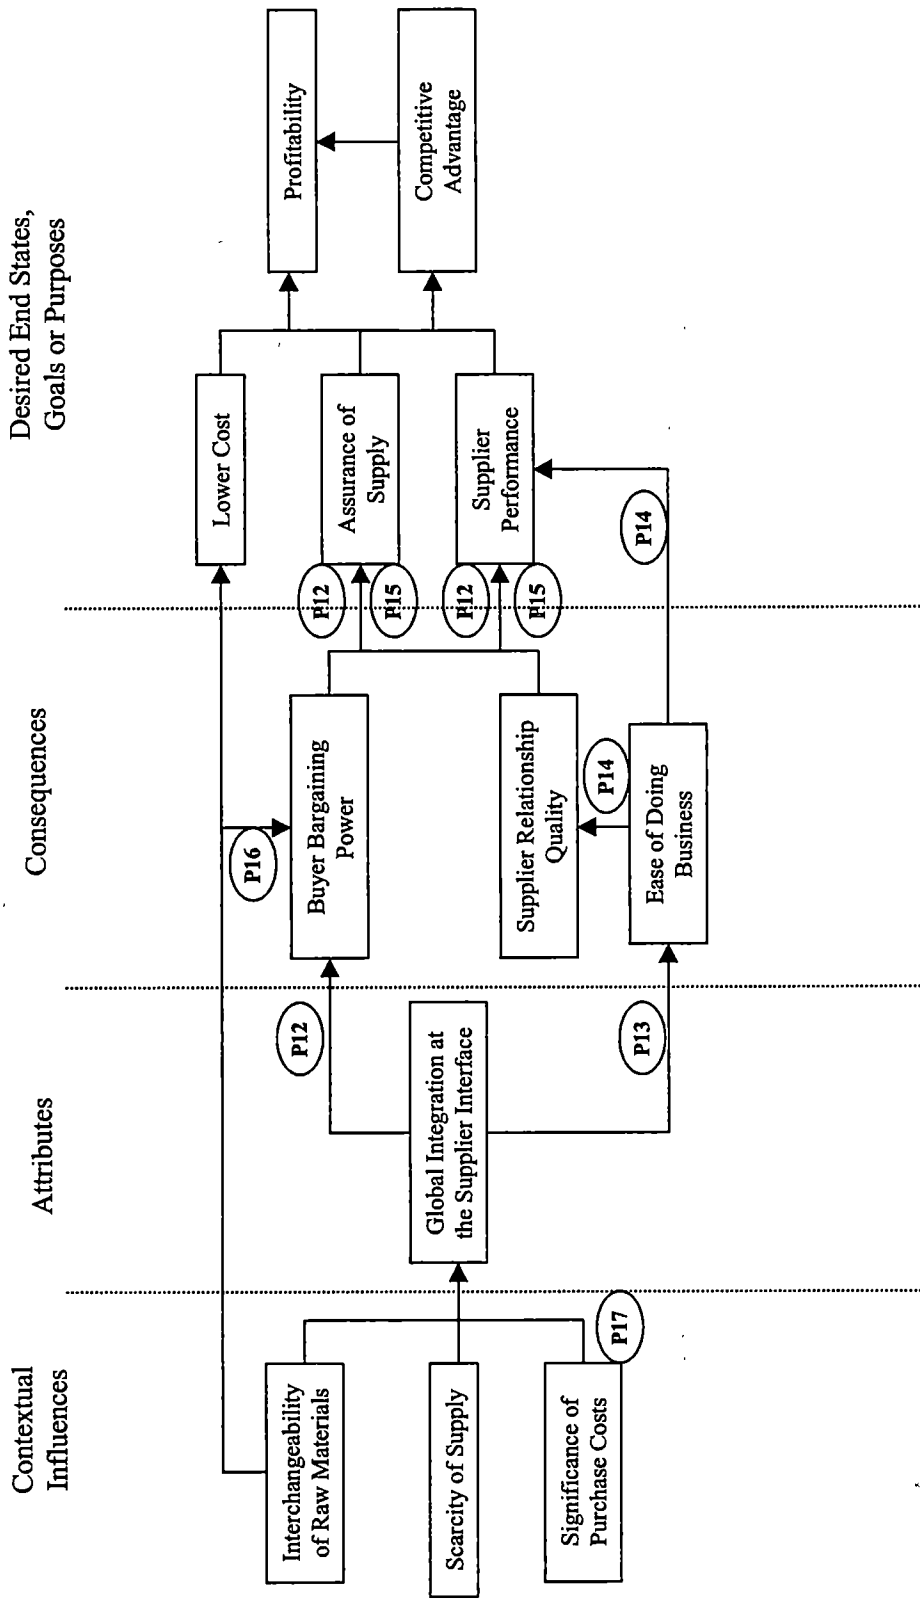 Contextual
Influences
Attributes
Consequences
Desired End States,
Goals or Purposes
Interchangeability
of Raw Materials
Scarcity of Supply
Significance of
Purchase Costs
P17
Global Integration at
the Supplier Interface
P12
P13
P16
Buyer Bargaining
Power
Supplier Relationship
Quality
P14
Ease of Doing
Business
P12
P15
P12
P15
P14
Lower Cost
Assurance of
Supply
Supplier
Performance
Profitability
Competitive
Advantage